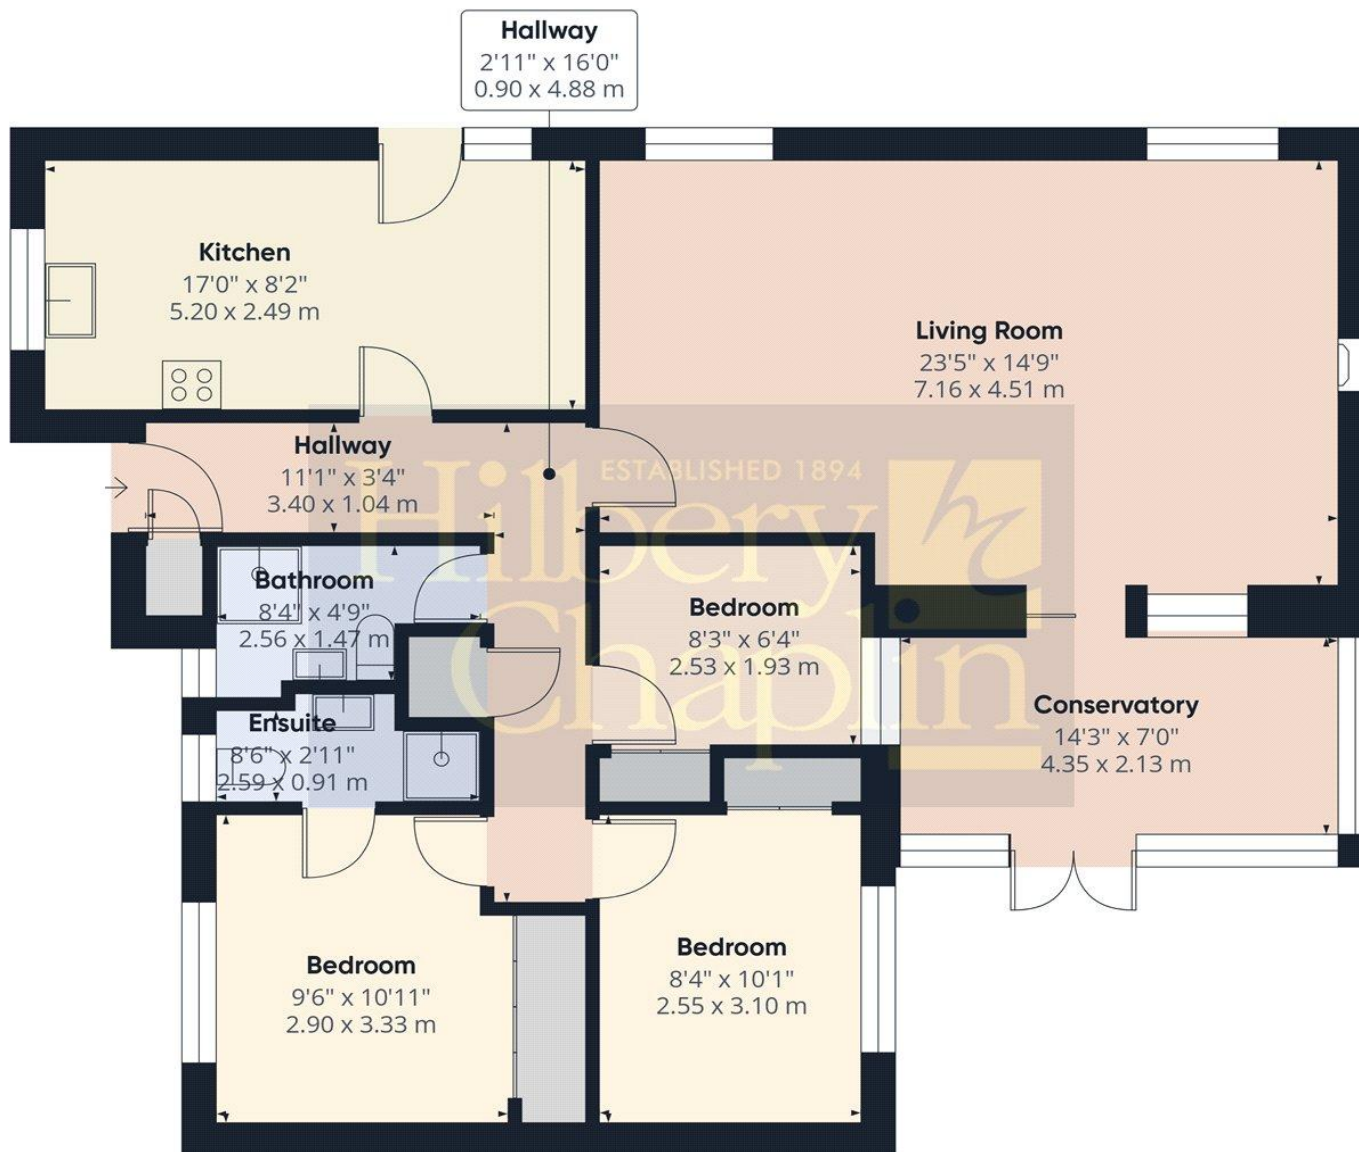 Hallway
2'11" x 16'0"
0.90 x 4.88 m
Kitchen
17'0" x 8'2"
5.20 x 2.49 m
Living Room
23'5" x 14'9"
7.16 x 4.51 m
Hallway
11'1" x 3'4"
3.40 x 1.04 m
ESTABLISHED 1894
Hilbery
Chaplin
Bathroom
8'4" x 4'9"
2.56 x 1.47 m
Bedroom
8'3" x 6'4"
2.53 x 1.93 m
Ensuite
8'6" x 2'11"
2.59 x 0.91 m
Conservatory
14'3" x 7'0"
4.35 x 2.13 m
Bedroom
9'6" x 10'11"
2.90 x 3.33 m
Bedroom
8'4" x 10'1"
2.55 x 3.10 m